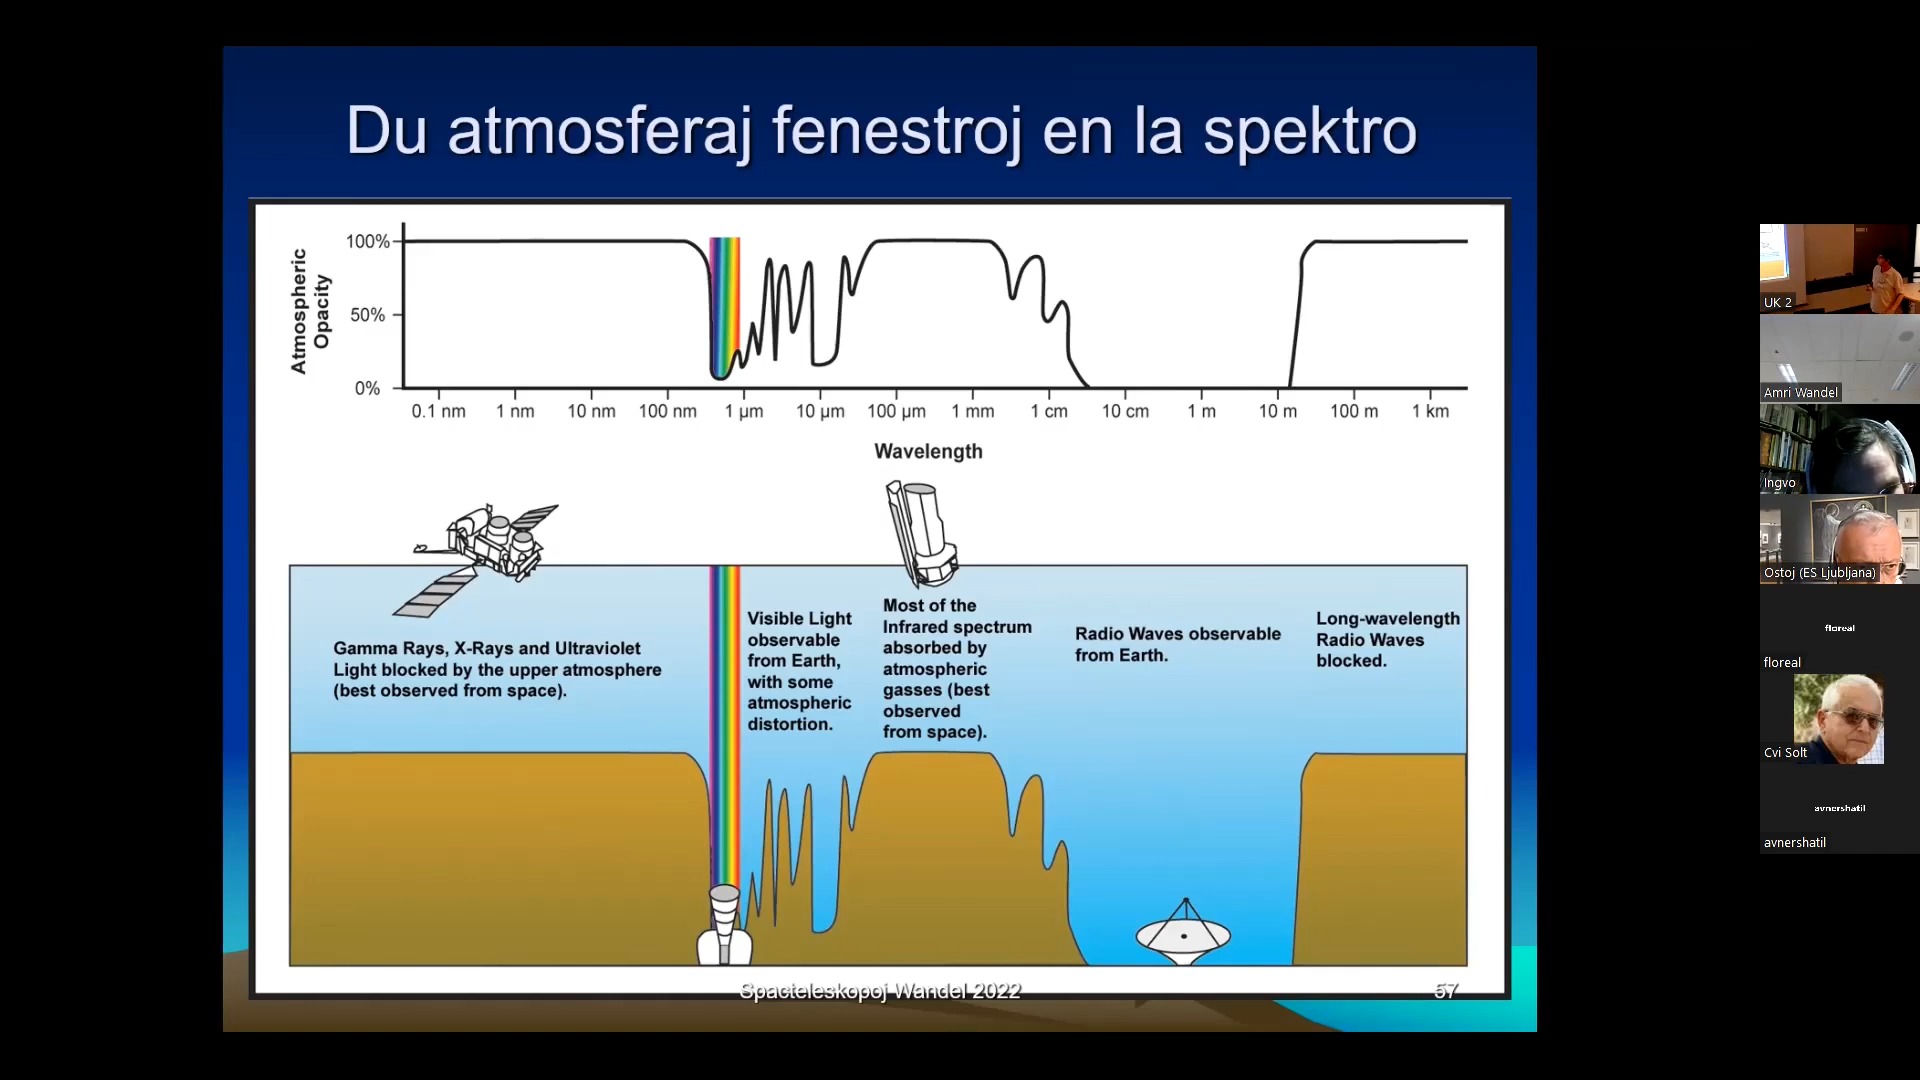 Du atmosferaj fenestroj en la spektro
Atmospheric
Opacity
100%
50%
0%
0.1 nm
1 nm
10 nm
100 nm
1 µm
10 µm
100 µm
1 mm
1 cm
10 cm
1 m
10 m
100 m
1 km
Wavelength
Gamma Rays, X-Rays and Ultraviolet
Light blocked by the upper atmosphere
(best observed from space).
Visible Light
observable
from Earth,
with some
atmospheric
distortion.
Most of the
Infrared spectrum
absorbed by
atmospheric
gasses (best
observed
from space).
Radio Waves observable
from Earth.
Long-wavelength
Radio Waves
blocked.
Spacteleskopoj Wandel 2022
57
UK 2
Amri Wandel
Ingvo
Ostoj (ES Ljubljana)
floreal
floreal
Cvi Solt
avnershatil
avnershatil